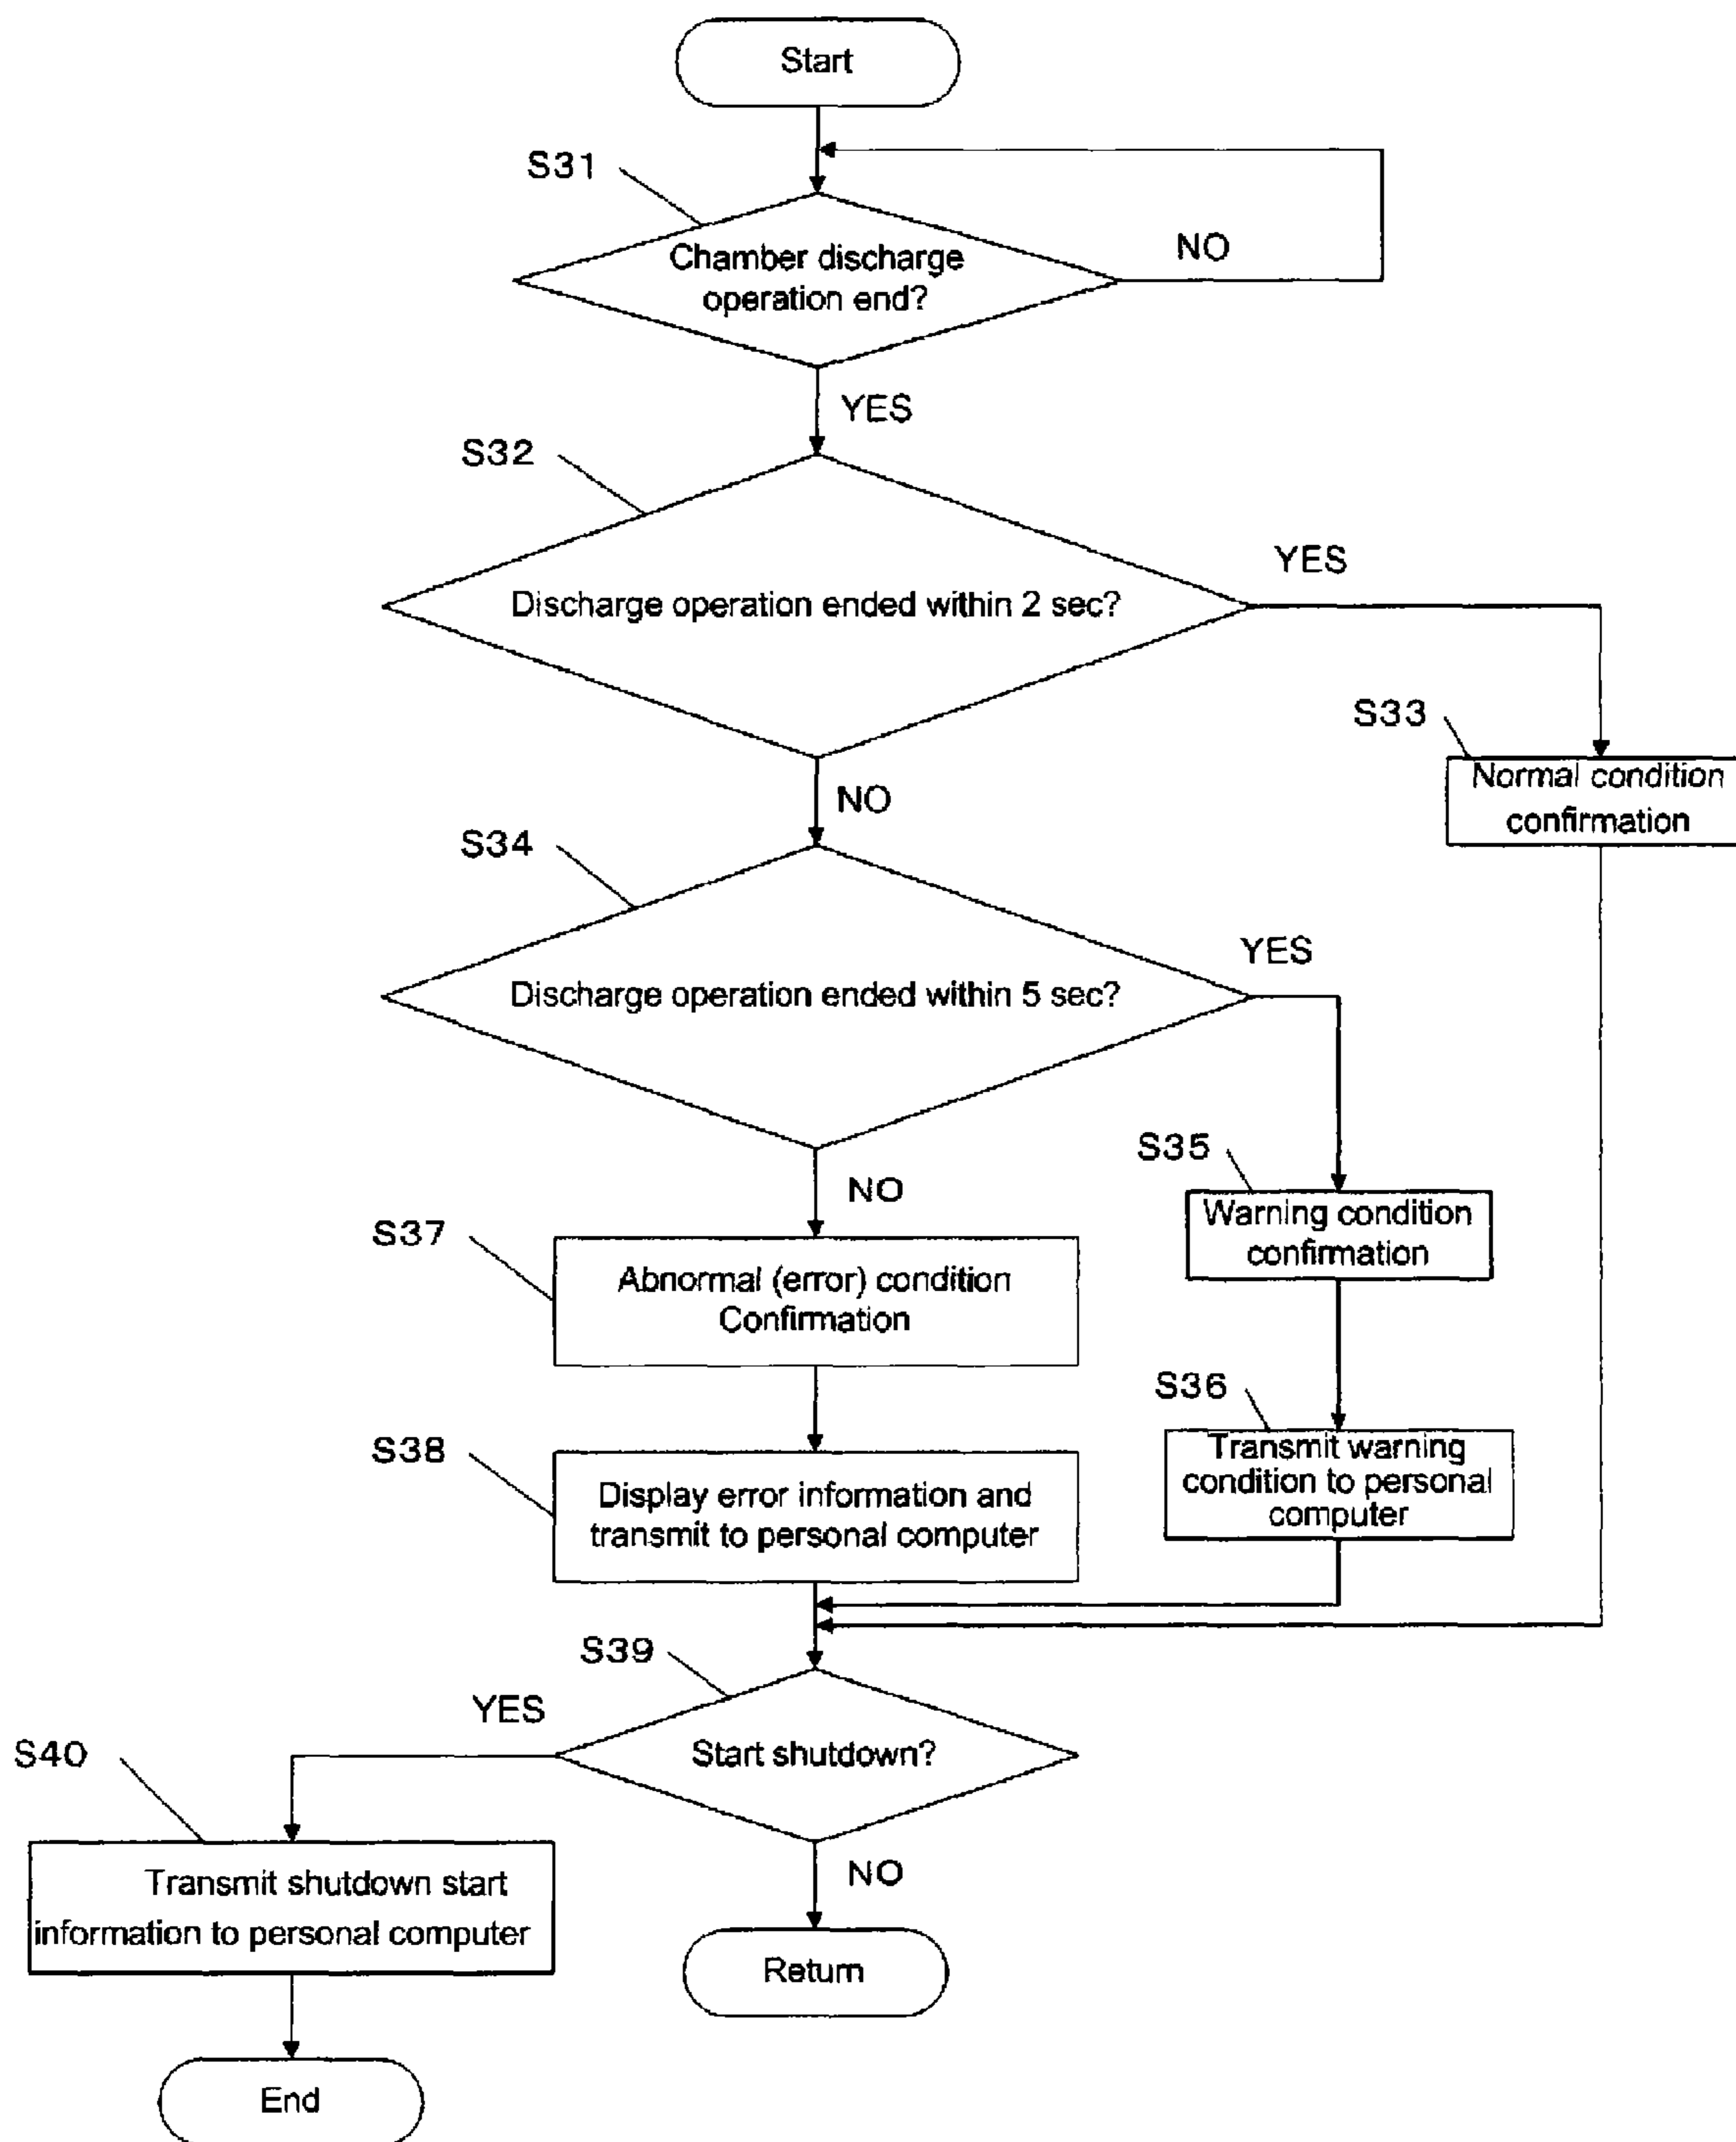 Start
S31
Chamber discharge
operation end?
NO
YES
S32
Discharge operation ended within 2 sec?
YES
S33
Normal condition
confirmation
NO
S34
Discharge operation ended within 5 sec?
YES
S35
Warning condition
confirmation
NO
S37
Abnormal (error) condition
Confirmation
S36
Transmit warning
condition to personal
computer
S38
Display error information and
transmit to personal computer
S39
Start shutdown?
YES
S40
Transmit shutdown start
information to personal computer
NO
Return
End